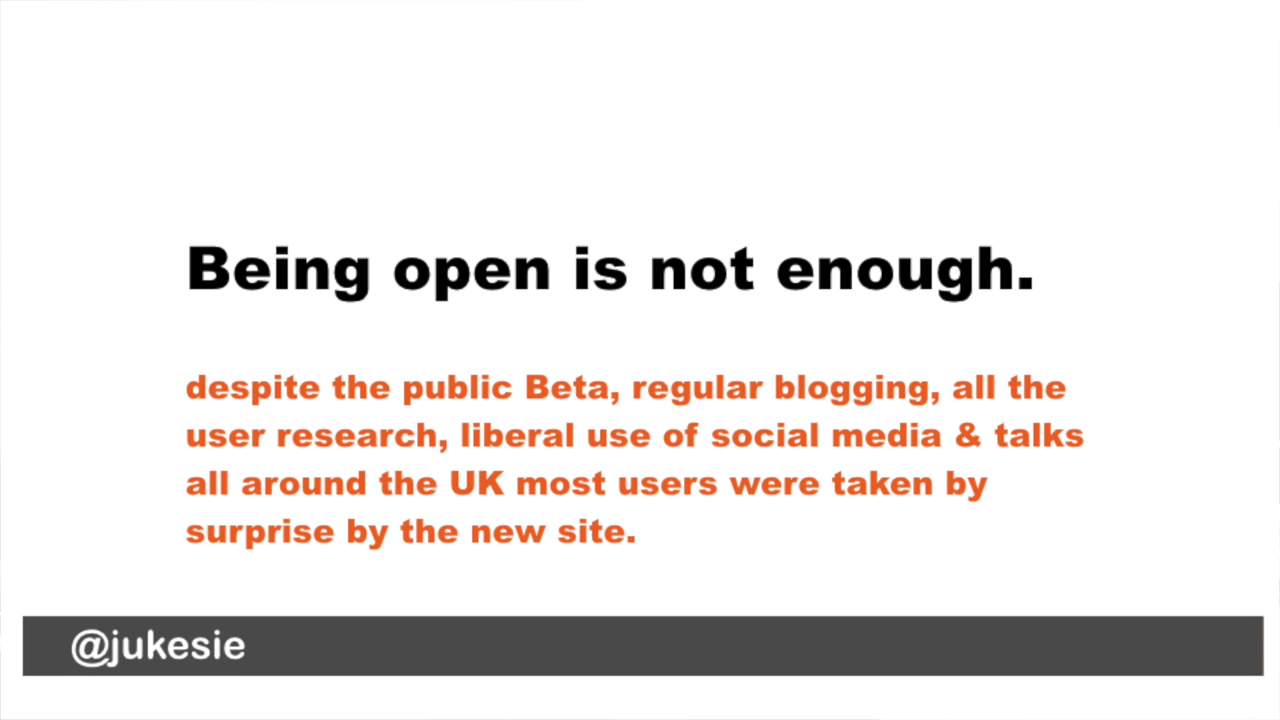 Being open is not enough.
despite the public Beta, regular blogging, all the
user research, liberal use of social media & talks
all around the UK most users were taken by
surprise by the new site.
@jukesie